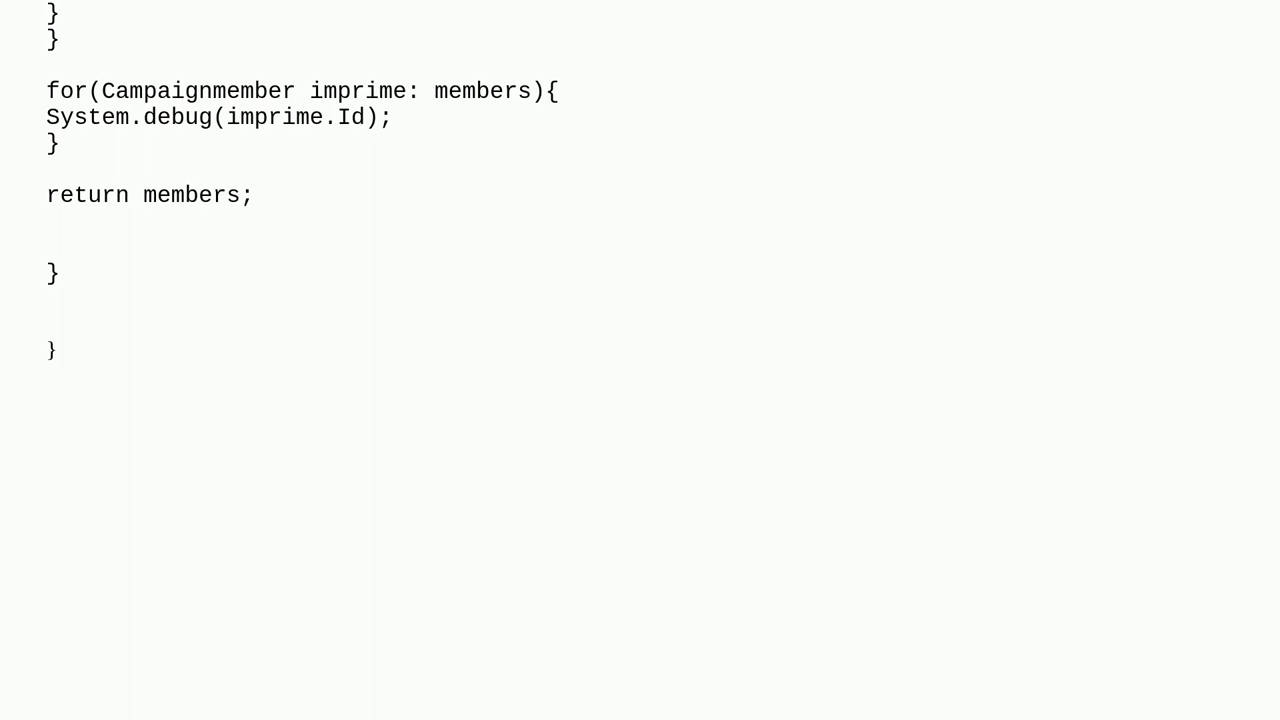 }
}
for(Campaignmember imprime: members){
System.debug(imprime.Id);
}
return members;
}
}